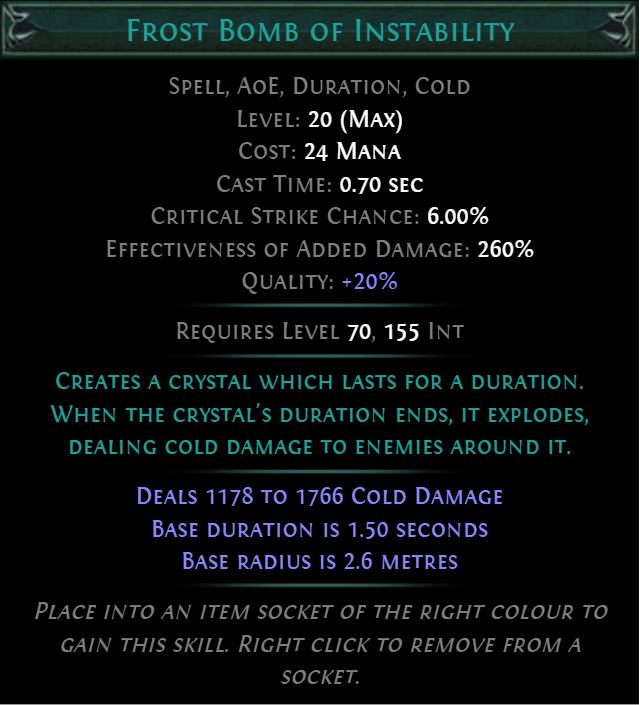 Frost Bomb of Instability
Spell, AoE, Duration, Cold
Level: 20 (Max)
Cost: 24 Mana
Cast Time: 0.70 sec
Critical Strike Chance: 6.00%
Effectiveness of Added Damage: 260%
Quality: +20%
Requires Level 70, 155 Int
Creates a crystal which lasts for a duration.
When the crystal's duration ends, it explodes,
dealing cold damage to enemies around it.
Deals 1178 to 1766 Cold Damage
Base duration is 1.50 seconds
Base radius is 2.6 metres
Place into an item socket of the right colour to
gain this skill. Right click to remove from a
socket.